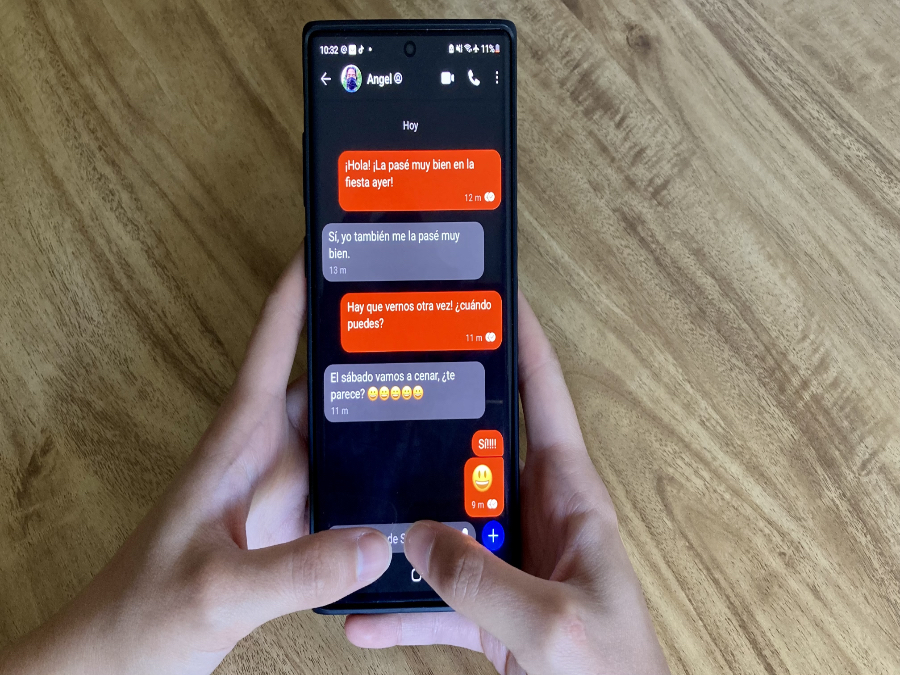 10:32
11%
Angel
Hoy
¡Hola! ¡La pasé muy bien en la
fiesta ayer!
12 m
Sí, yo también me la pasé muy
bien.
13 m
Hay que vernos otra vez! ¿cuándo
puedes?
11 m
El sábado vamos a cenar, ¿te
parece? 😀😀😀😀😀
11 m
Sí!!!!
😃
9 m
de S